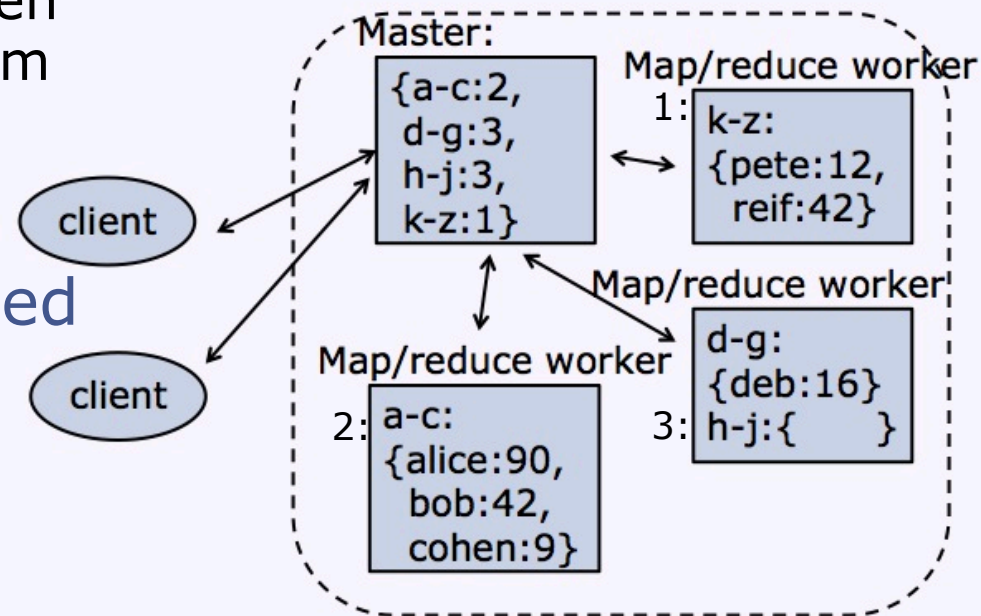 en
m
ed
client
client
Master:
{a-c:2,
d-g:3,
h-j:3,
k-z:1}
Map/reduce worker
1:
k-z:
{pete:12,
reif:42}
Map/reduce worker
2:
a-c:
{alice:90,
bob:42,
cohen:9}
Map/reduce worker
3:
d-g:
{deb:16}
h-j:{    }